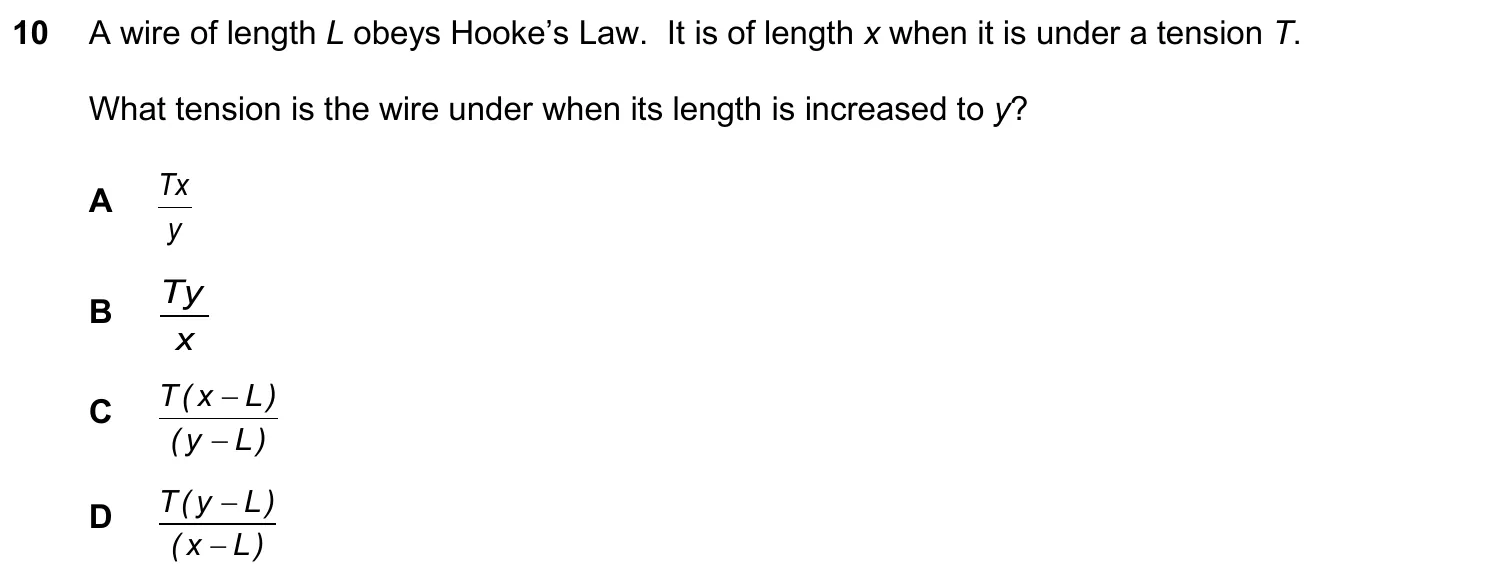 10 A wire of length L obeys Hooke's Law. It is of length x when it is under a tension T.
What tension is the wire under when its length is increased to y?
A Tx
y
B Ty
x
C T(x – L)
(y – L)
D T(y – L)
(x – L)